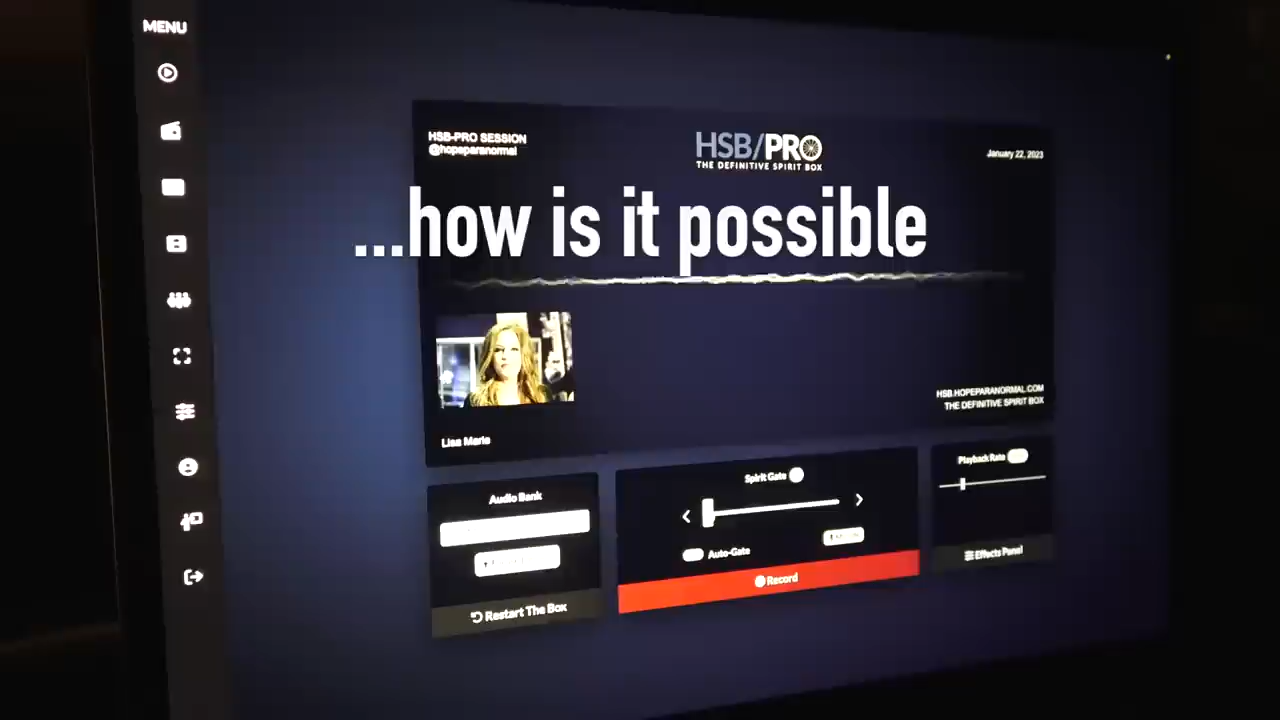 MENU
HSB-PRO SESSION
@hopeparanormal
HSB/PRO
THE DEFINITIVE SPIRIT BOX
January 22, 2023
...how is it possible
Lisa Marie
HSB.HOPEPARANORMAL.COM
THE DEFINITIVE SPIRIT BOX
Audio Bank
Restart The Box
Spirit Gate
Auto-Gate
Record
Playback Rate
Effects Panel